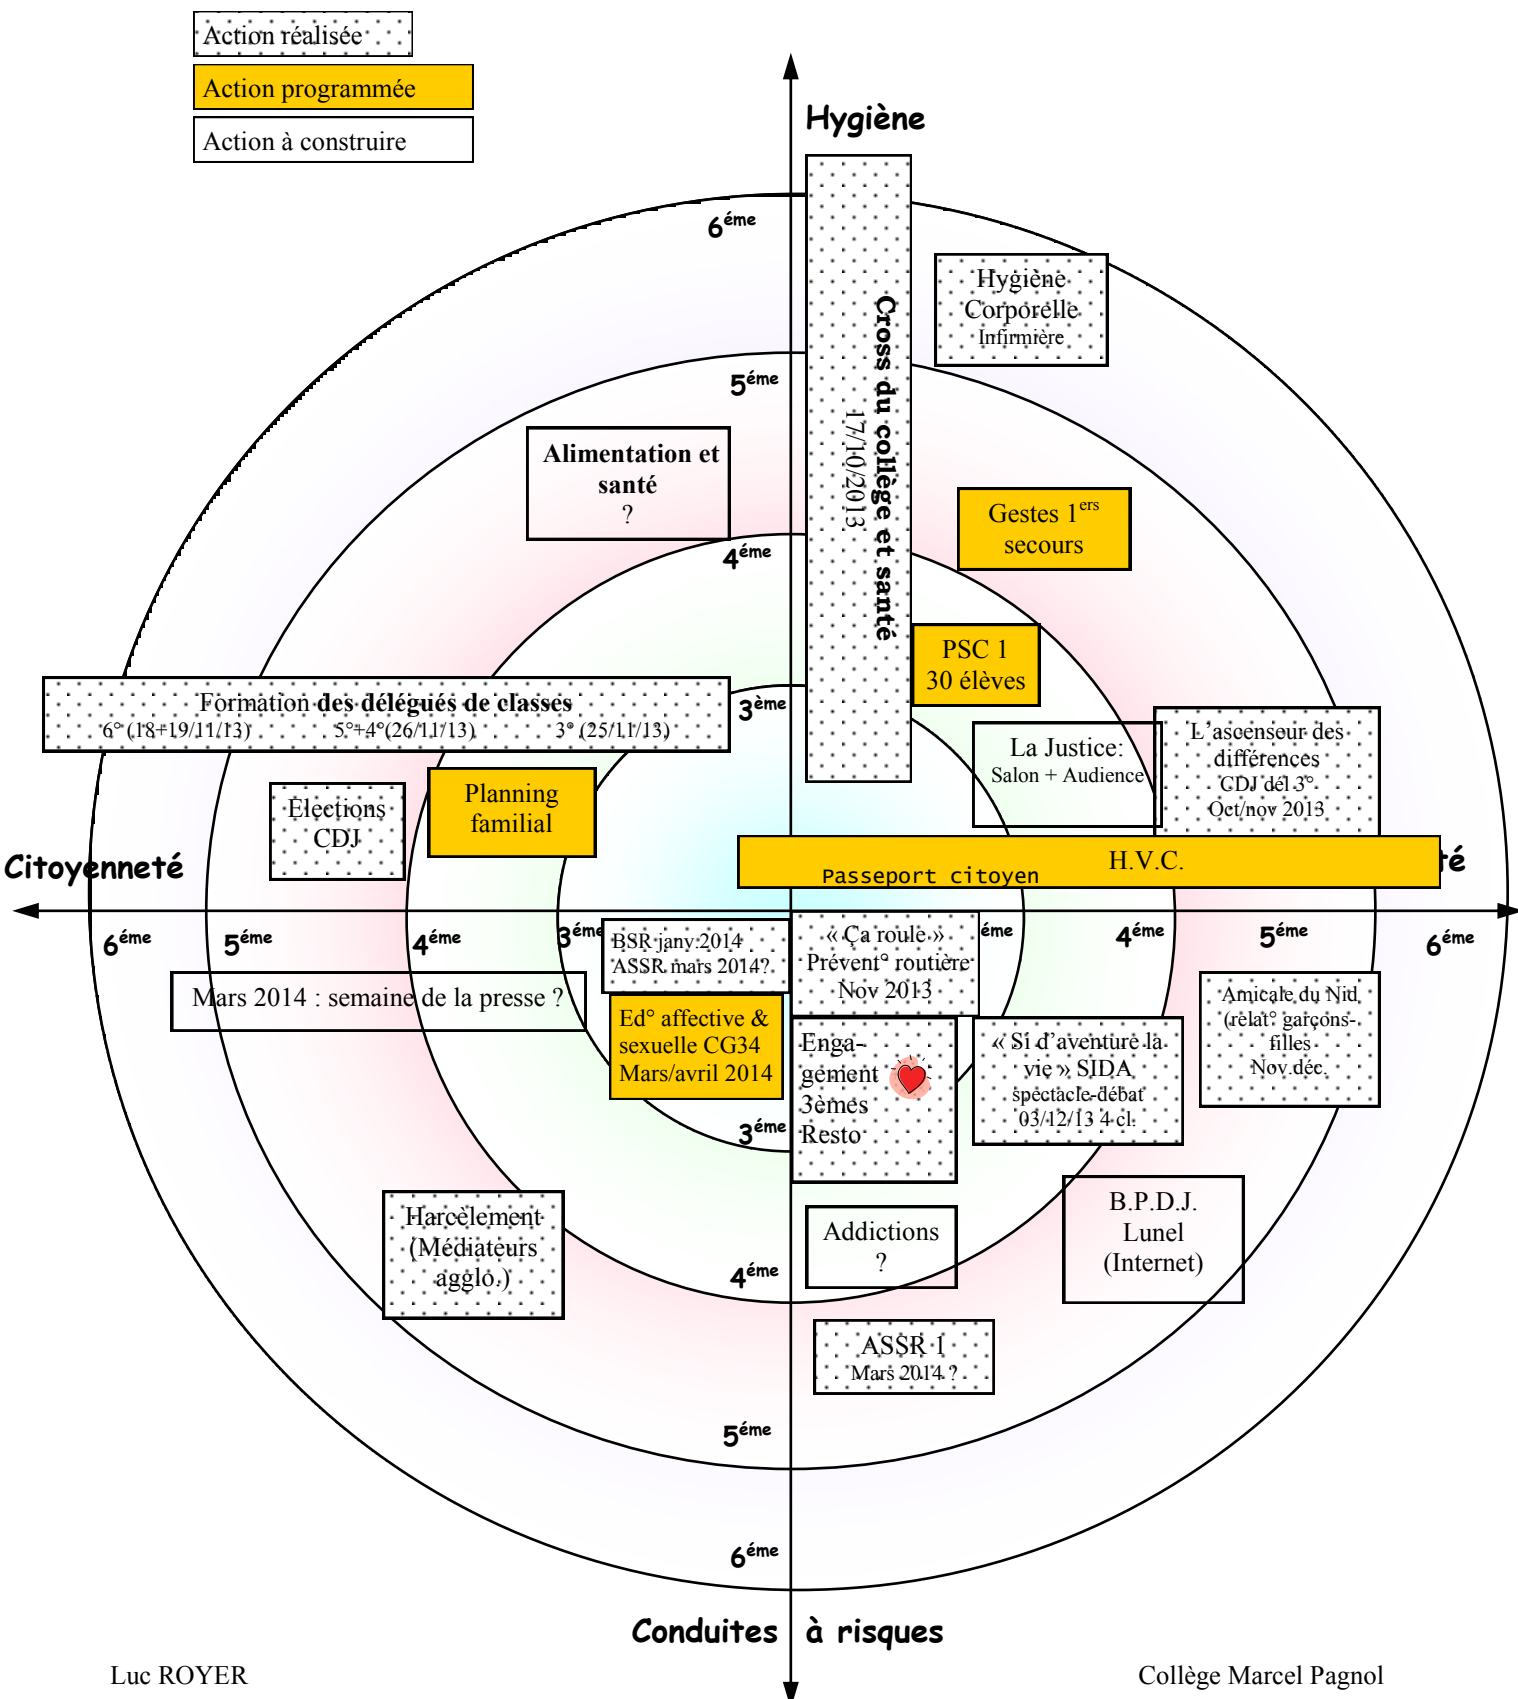 Action réalisée
Action programmée
Action à construire
Hygiène
6éme
Hygiène
Corporelle
Infirmière
Cross du collège et santé
17/10/2013
5éme
Alimentation et
santé
?
Gestes 1ers
secours
4éme
PSC 1
30 élèves
Formation des délégués de classes
6° (18+19/11/13) 5°+4°(26/11/13) 3° (25/11/13)
3ème
La Justice:
Salon + Audience
L'ascenseur des
différences
CDJ dél 3°
Oct/nov 2013
Planning
familial
Elections
CDJ
Citoyenneté
H.V.C.
Passeport citoyen
té
6éme
5éme
4éme
3éme
éme
4éme
5éme
6éme
BSR janv.2014
ASSR mars 2014?
« Ça roule »
Prévent° routière
Nov 2013
Mars 2014 : semaine de la presse ?
Amicale du Nid
(relat° garçons-
filles
Nov.déc.
Ed° affective &
sexuelle CG34
Mars/avril 2014
Enga-
gement
3èmes
Resto
« Si d'aventure la
vie » SIDA
spectacle-débat
03/12/13 4 cl.
3éme
Harcèlement
(Médiateurs
agglo.)
Addictions
?
B.P.D.J.
Lunel
(Internet)
4éme
ASSR 1
Mars 2014 ?
5éme
6éme
Conduites à risques
Luc ROYER
Collège Marcel Pagnol